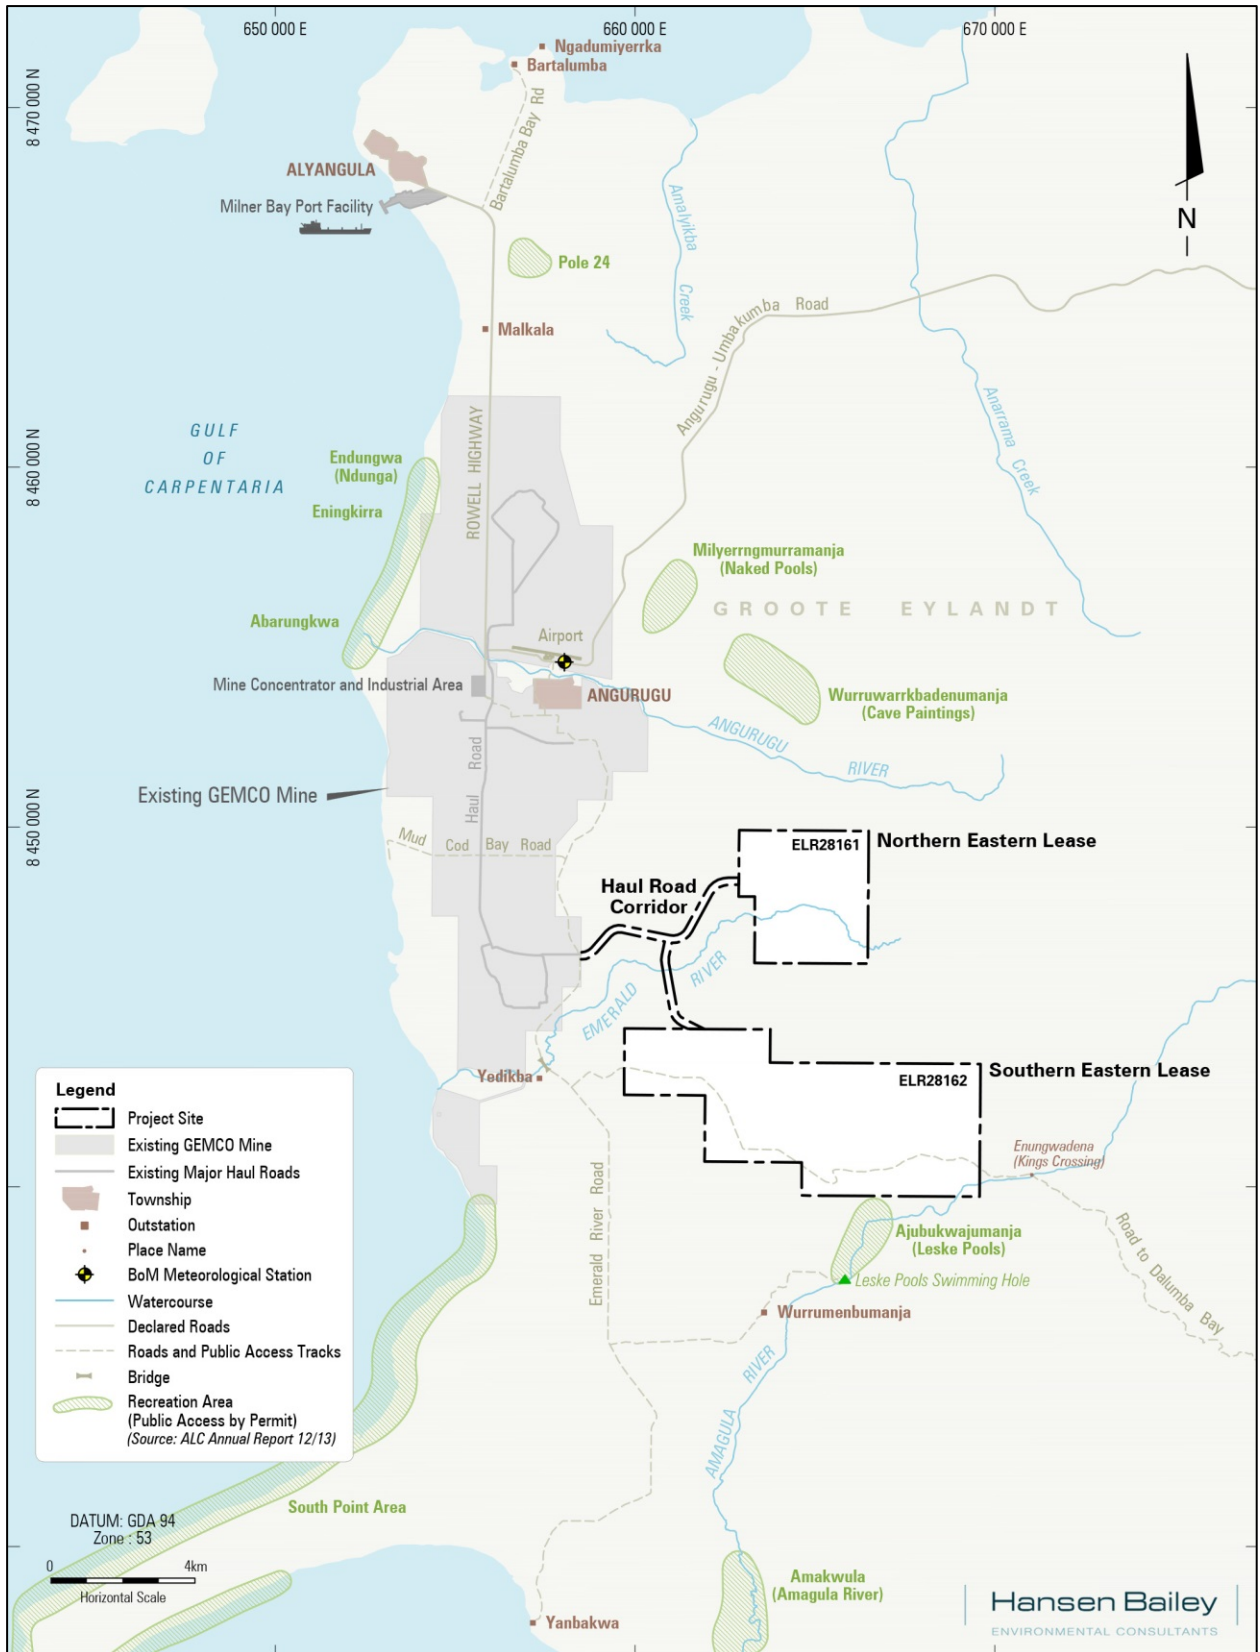 650 000 E
660 000 E
670 000 E
Ngadumiyerrka
Bartalumba
8 470 000 N
Bartalumba Bay Rd
ALYANGULA
Milner Bay Port Facility
Amalyikba
Creek
N
Pole 24
Malkala
Angurugu - Umbakumba Road
GULF
OF
CARPENTARIA
8 460 000 N
Endungwa
(Ndunga)
Eningkirra
ROWELL HIGHWAY
Anarrama Creek
Milyerrngmurramanja
(Naked Pools)
GROOTE EYLANDT
Abarungkwa
Airport
Mine Concentrator and Industrial Area
ANGURUGU
Wurruwarrkbadenumanja
(Cave Paintings)
ANGURUGU
RIVER
Haul Road
Existing GEMCO Mine
8 450 000 N
Mud Cod Bay Road
ELR28161
Northern Eastern Lease
Haul Road
Corridor
EMERALD
RIVER
Yedikba
ELR28162
Southern Eastern Lease
Enungwadena
(Kings Crossing)
Emerald River Road
Ajubukwajumanja
(Leske Pools)
Leske Pools Swimming Hole
Road to Dalumba Bay
Wurrumenbumanja
AMAGULA
RIVER
Legend
Project Site
Existing GEMCO Mine
Existing Major Haul Roads
Township
Outstation
Place Name
BoM Meteorological Station
Watercourse
Declared Roads
Roads and Public Access Tracks
Bridge
Recreation Area
(Public Access by Permit)
(Source: ALC Annual Report 12/13)
South Point Area
DATUM: GDA 94
Zone : 53
0
4km
Horizontal Scale
Amakwula
(Amagula River)
Yanbakwa
Hansen Bailey
ENVIRONMENTAL CONSULTANTS